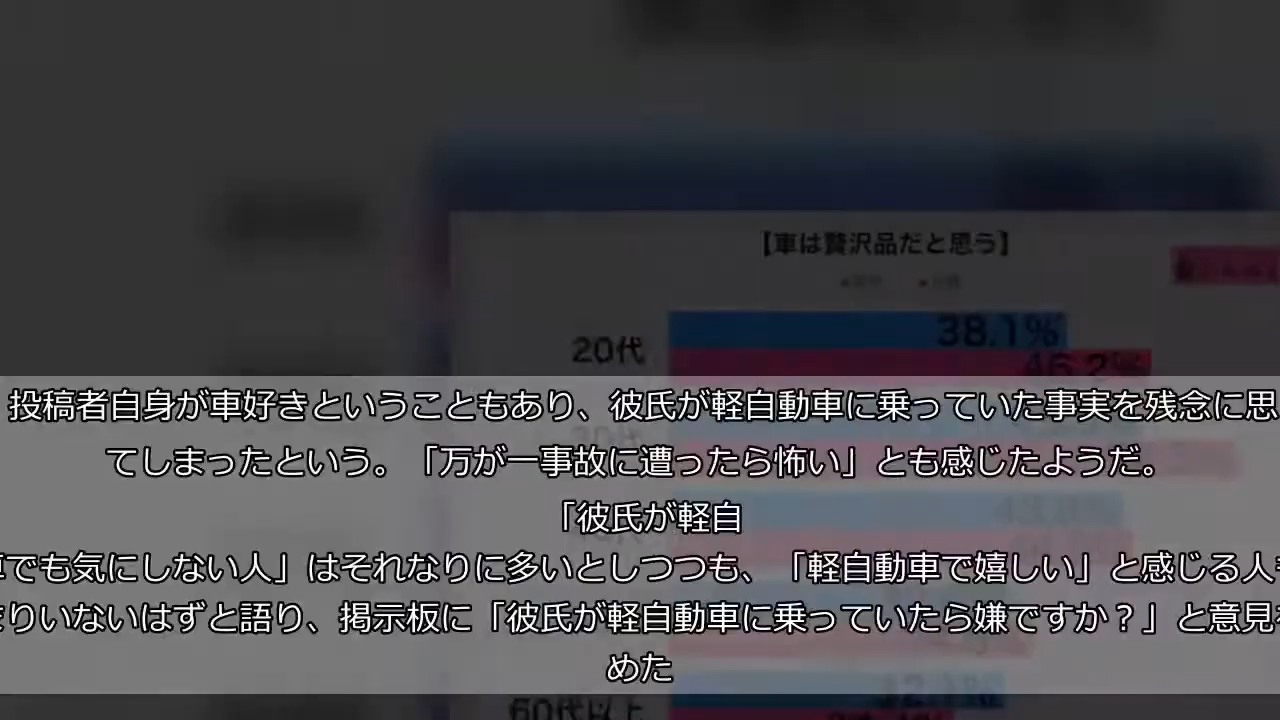 【車は贅沢品だと思う】
38.1%
20代
46.2%
投稿者自身が車好きということもあり、彼氏が軽自動車に乗っていた事実を残念に思
てしまったという。「万が一事故に遭ったら怖い」とも感じたようだ。
「彼氏が軽自
でも気にしない人」はそれなりに多いとしつつも、「軽自動車で嬉しい」と感じる人
りいないはずと語り、掲示板に「彼氏が軽自動車に乗っていたら嫌ですか？」と意見
めた
60代以上